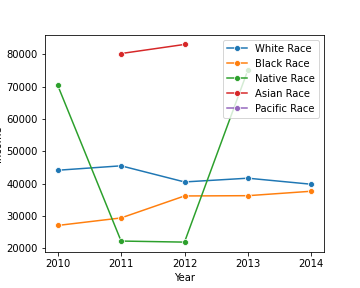 White Race
Black Race
Native Race
Asian Race
Pacific Race
80000
70000
60000
50000
40000
30000
20000
2010
2011
2012
2013
2014
Year